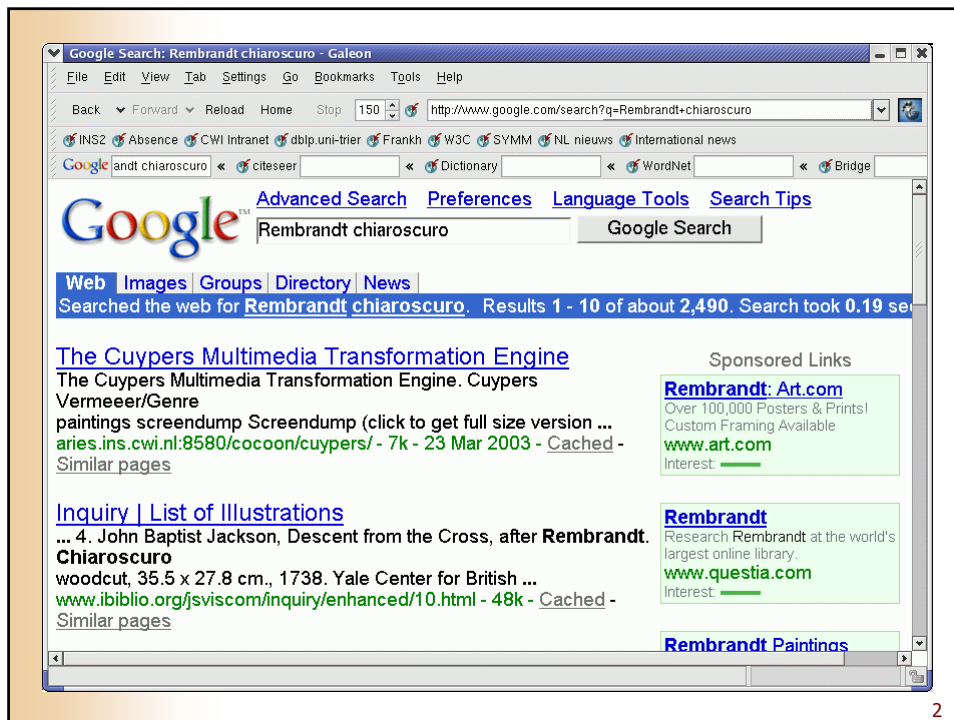 Google Search: Rembrandt chiaroscuro - Galeon
File Edit View Tab Settings Go Bookmarks Tools Help
Back Forward Reload Home Stop 150 http://www.google.com/search?q=Rembrandt+chiaroscuro
INS2 Absence CWI Intranet dblp.uni-trier Frankh W3C SYMM NL nieuws International news
Google andt chiaroscuro « citeseer « Dictionary « WordNet « Bridge
Google™
Advanced Search Preferences Language Tools Search Tips
Rembrandt chiaroscuro Google Search
Web Images Groups Directory News
Searched the web for Rembrandt chiaroscuro. Results 1 - 10 of about 2,490. Search took 0.19 se
The Cuypers Multimedia Transformation Engine
The Cuypers Multimedia Transformation Engine. Cuypers
Vermeeer/Genre
paintings screendump Screendump (click to get full size version ...
aries.ins.cwi.nl:8580/cocoon/cuypers/ - 7k - 23 Mar 2003 - Cached -
Similar pages
Inquiry | List of Illustrations
... 4. John Baptist Jackson, Descent from the Cross, after Rembrandt.
Chiaroscuro
woodcut, 35.5 x 27.8 cm., 1738. Yale Center for British ...
www.ibiblio.org/jsviscom/inquiry/enhanced/10.html - 48k - Cached -
Similar pages
Sponsored Links
Rembrandt: Art.com
Over 100,000 Posters & Prints!
Custom Framing Available
www.art.com
Interest:
Rembrandt
Research Rembrandt at the world's
largest online library.
www.questia.com
Interest:
Rembrandt Paintings
2